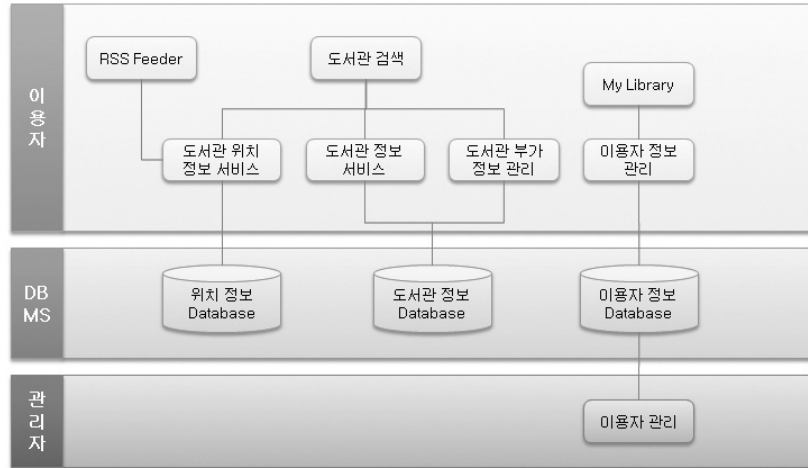 이
용
자
RSS Feeder
도서관 검색
My Library
도서관 위치
정보 서비스
도서관 정보
서비스
도서관 부가
정보 관리
이용자 정보
관리
DB
MS
위치 정보
Database
도서관 정보
Database
이용자 정보
Database
관
리
자
이용자 관리